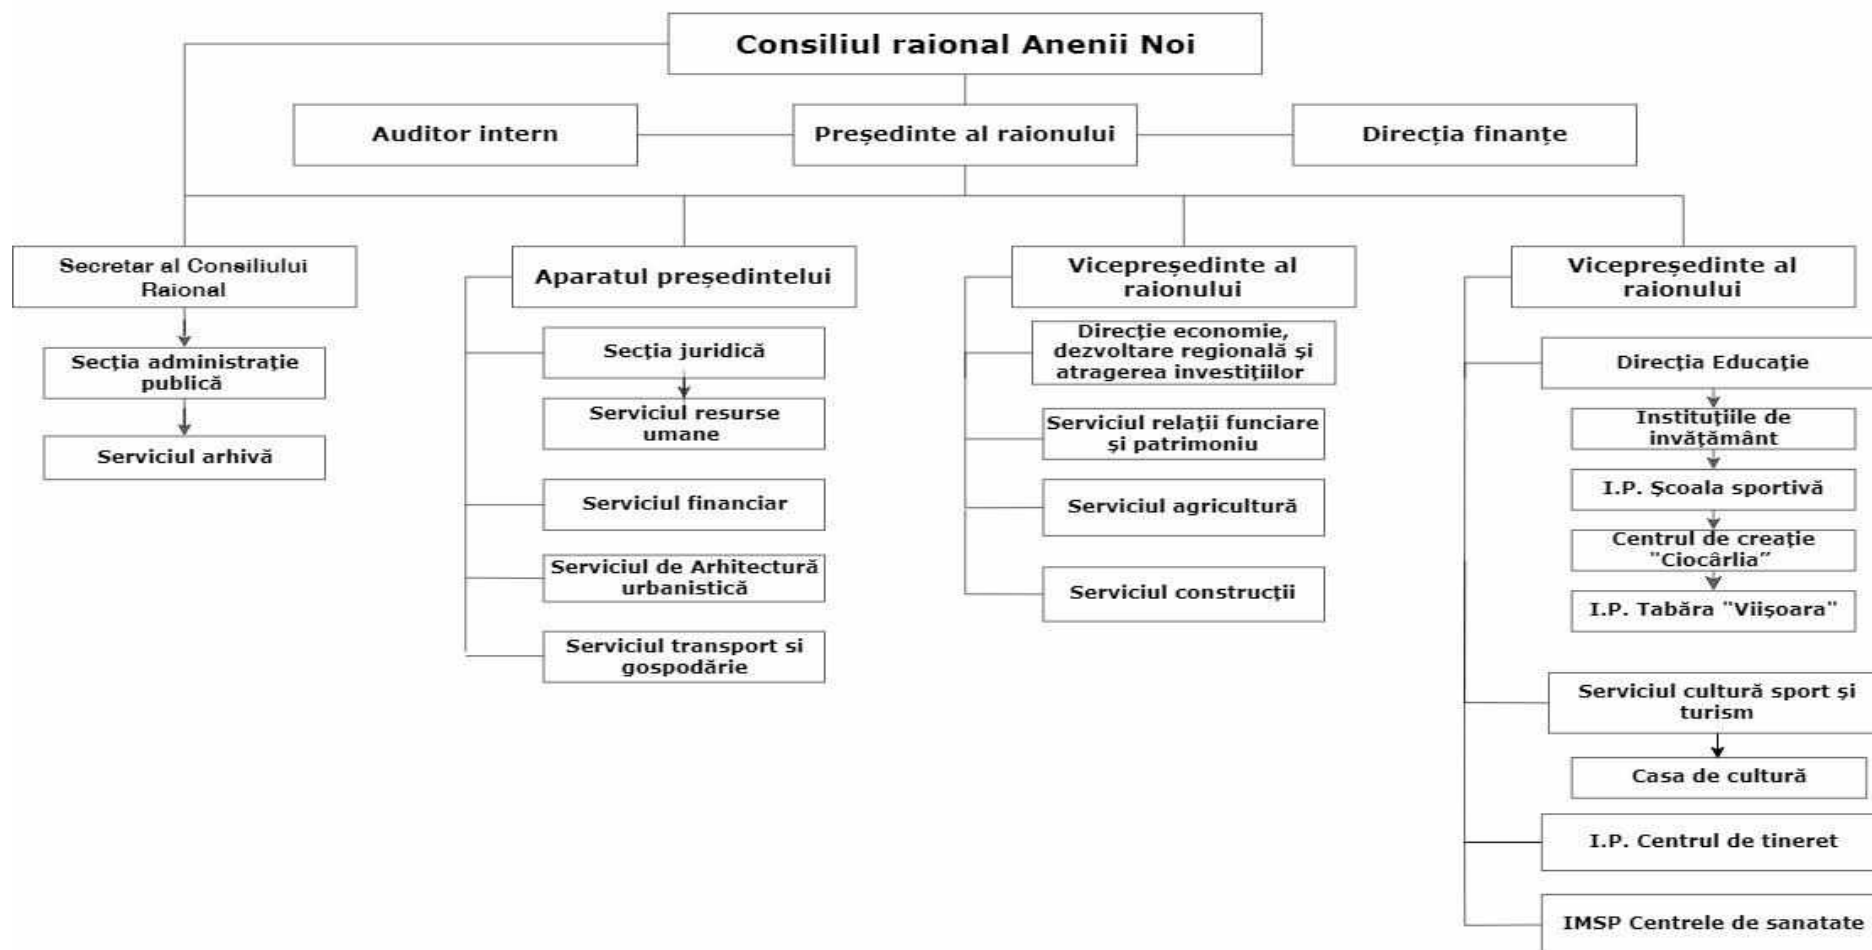 Consiliul raional Anenii Noi
Auditor intern
Președinte al raionului
Direcția finanțe
Secretar al Consiliului
Raional
Secția administrație
publică
Serviciul arhivă
Aparatul președintelui
Secția juridică
Serviciul resurse
umane
Serviciul financiar
Serviciul de Arhitectură
urbanistică
Serviciul transport si
gospodărie
Vicepreședinte al
raionului
Direcție economie,
dezvoltare regională și
atragerea investițiilor
Serviciul relații funciare
și patrimoniu
Serviciul agricultură
Serviciul construcții
Vicepreședinte al
raionului
Direcția Educație
Instituțiile de
invățământ
I.P. Școala sportivă
Centrul de creație
"Ciocârlia”
I.P. Tabăra "Viișoara"
Serviciul cultură sport și
turism
Casa de cultură
I.P. Centrul de tineret
IMSP Centrele de sanatate